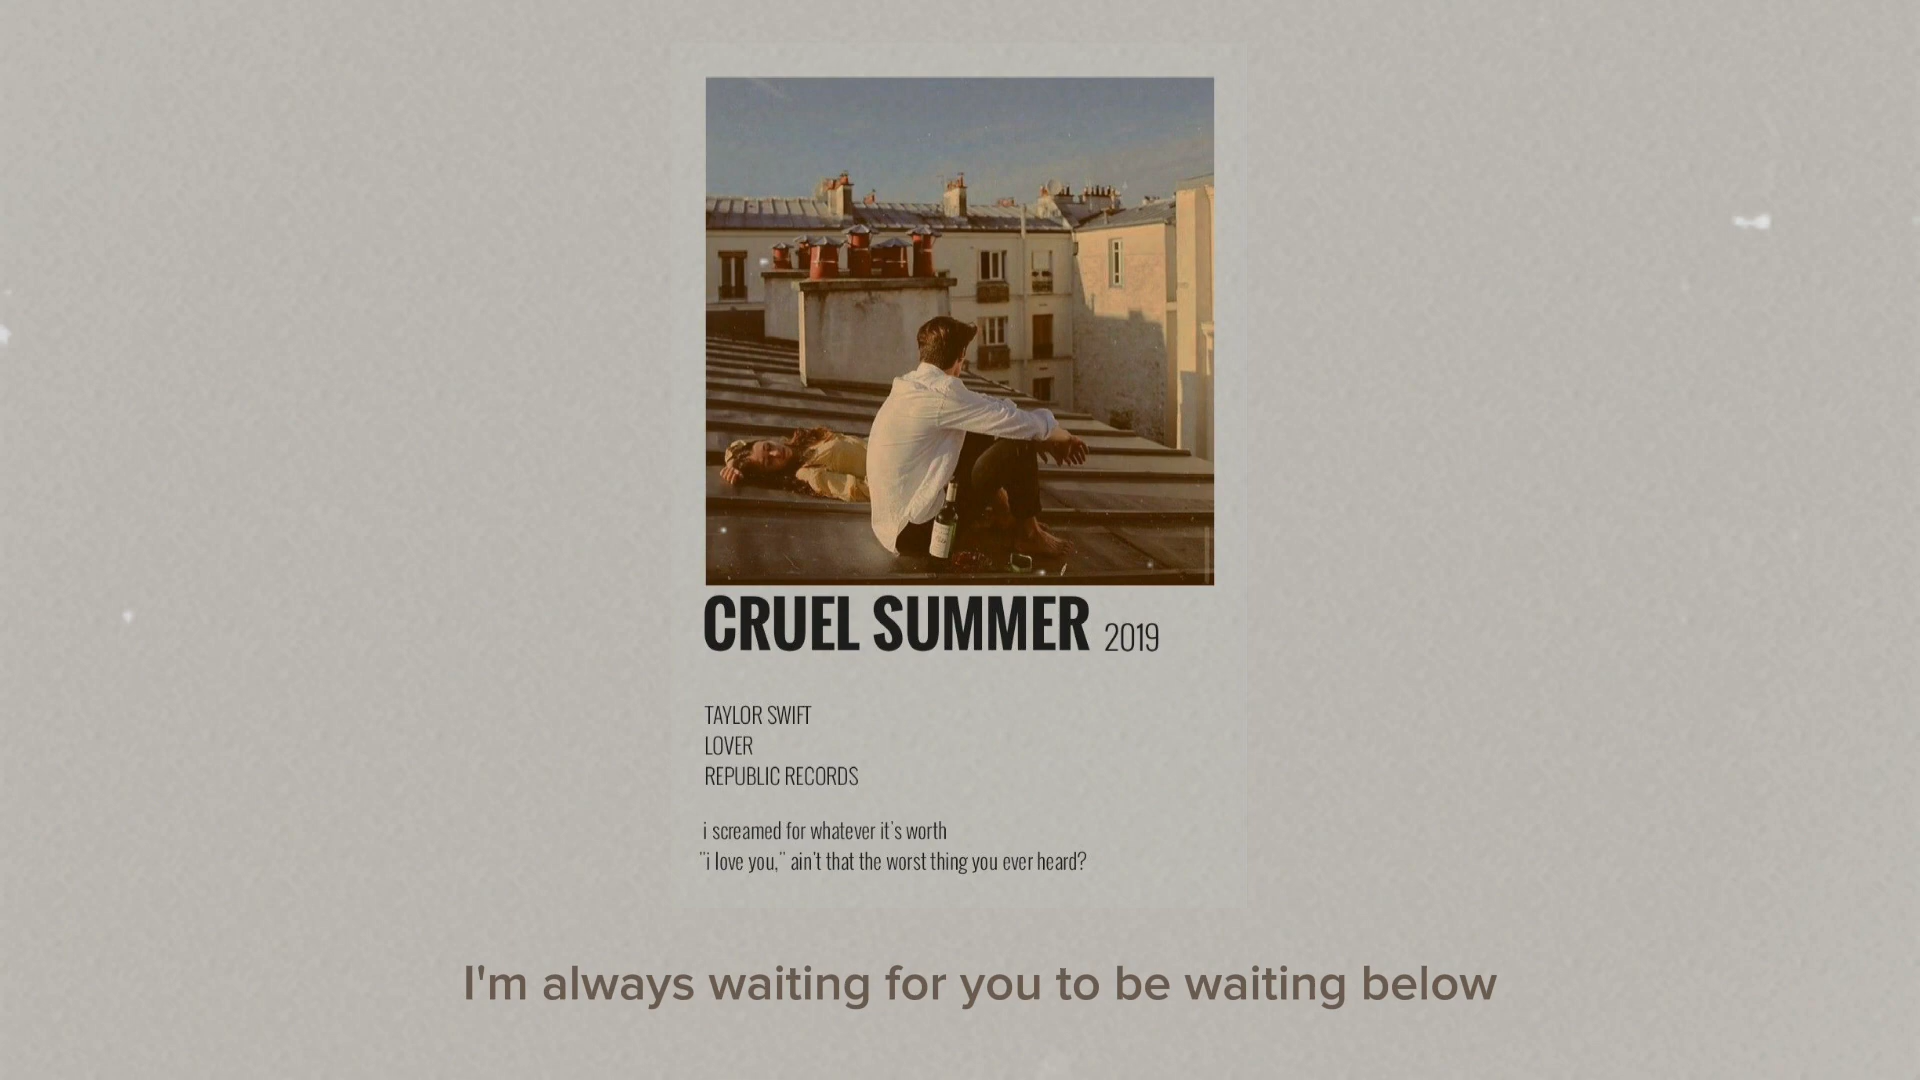 CRUEL SUMMER 2019
TAYLOR SWIFT
LOVER
REPUBLIC RECORDS
i screamed for whatever it's worth
"i love you," ain't that the worst thing you ever heard?
I'm always waiting for you to be waiting below